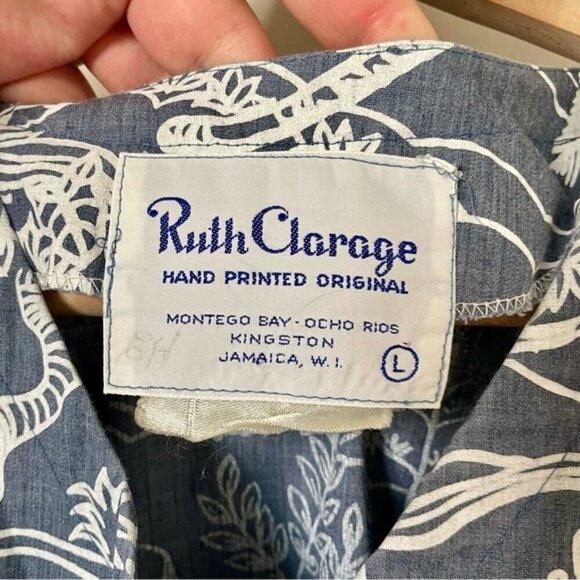 Ruth Clarage
HAND PRINTED ORIGINAL
MONTEGO BAY - OCHO RIOS
KINGSTON
JAMAICA, W. I.
L